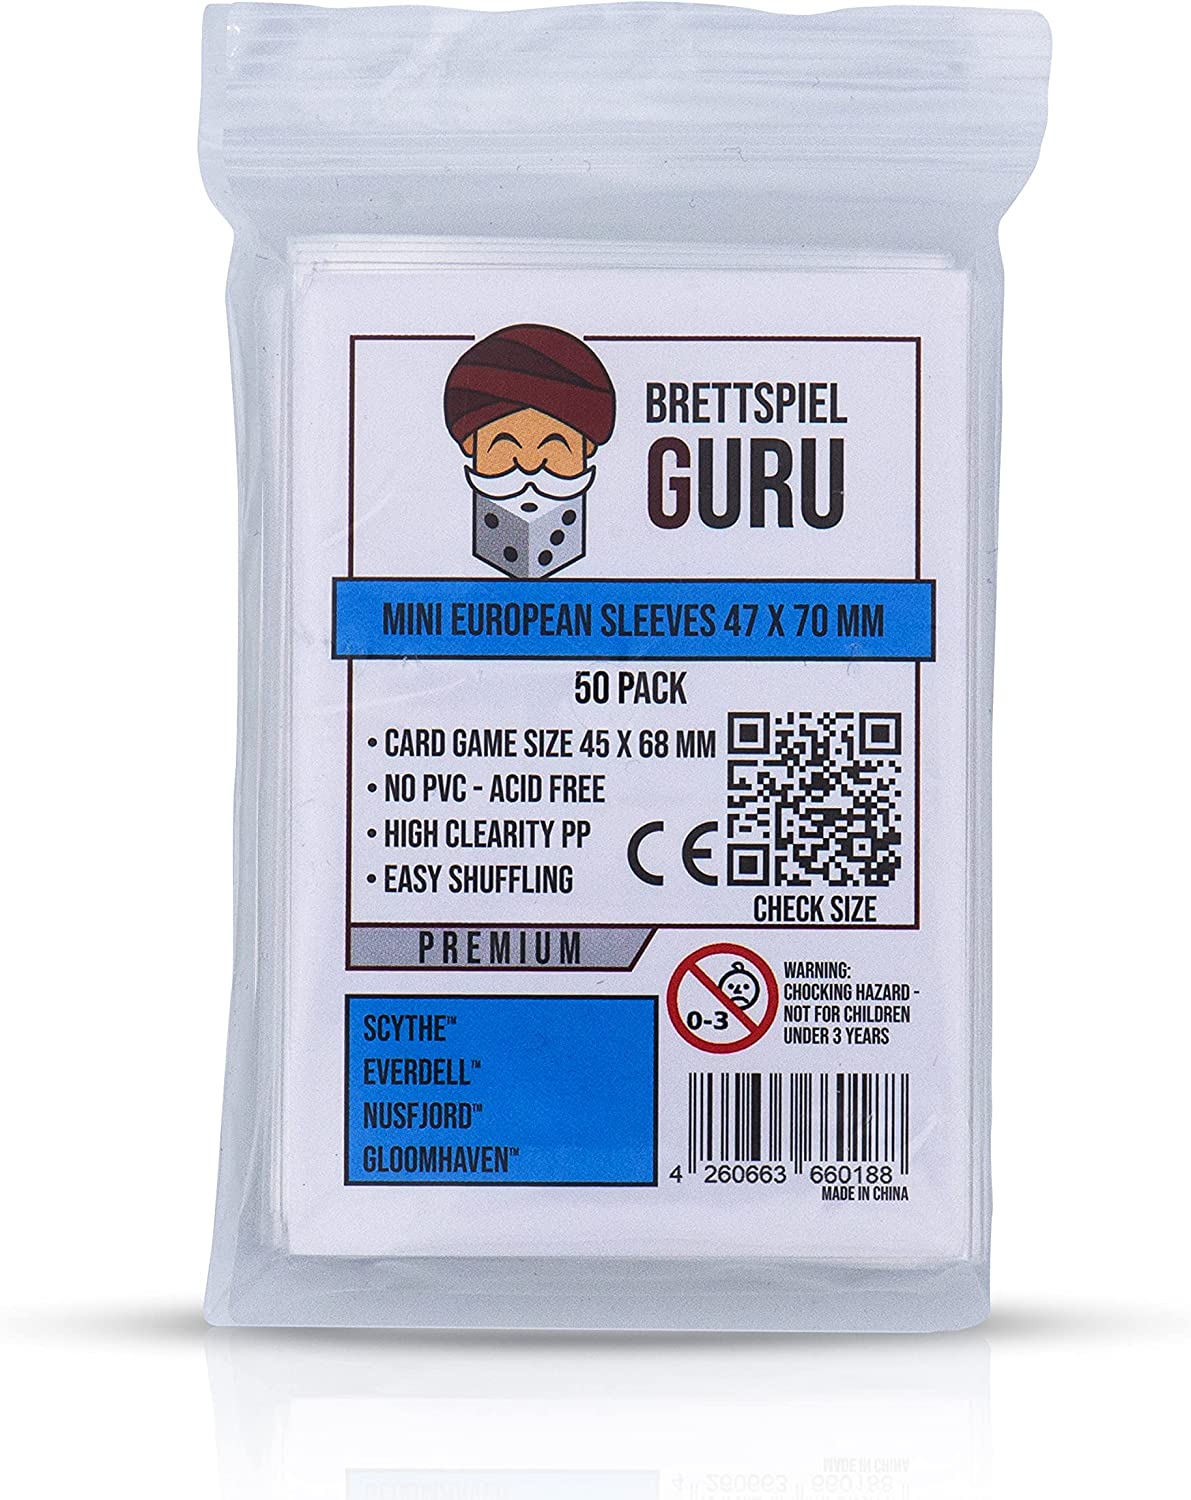 BRETTSPIEL
GURU
MINI EUROPEAN SLEEVES 47 X 70 MM
50 PACK
• CARD GAME SIZE 45 X 68 MM
• NO PVC - ACID FREE
• HIGH CLEARITY PP
• EASY SHUFFLING
CE
CHECK SIZE
PREMIUM
0-3
WARNING:
CHOCKING HAZARD -
NOT FOR CHILDREN
UNDER 3 YEARS
SCYTHE™
EVERDELL™
NUSFJORD™
GLOOMHAVEN™
4 260663 660188
MADE IN CHINA